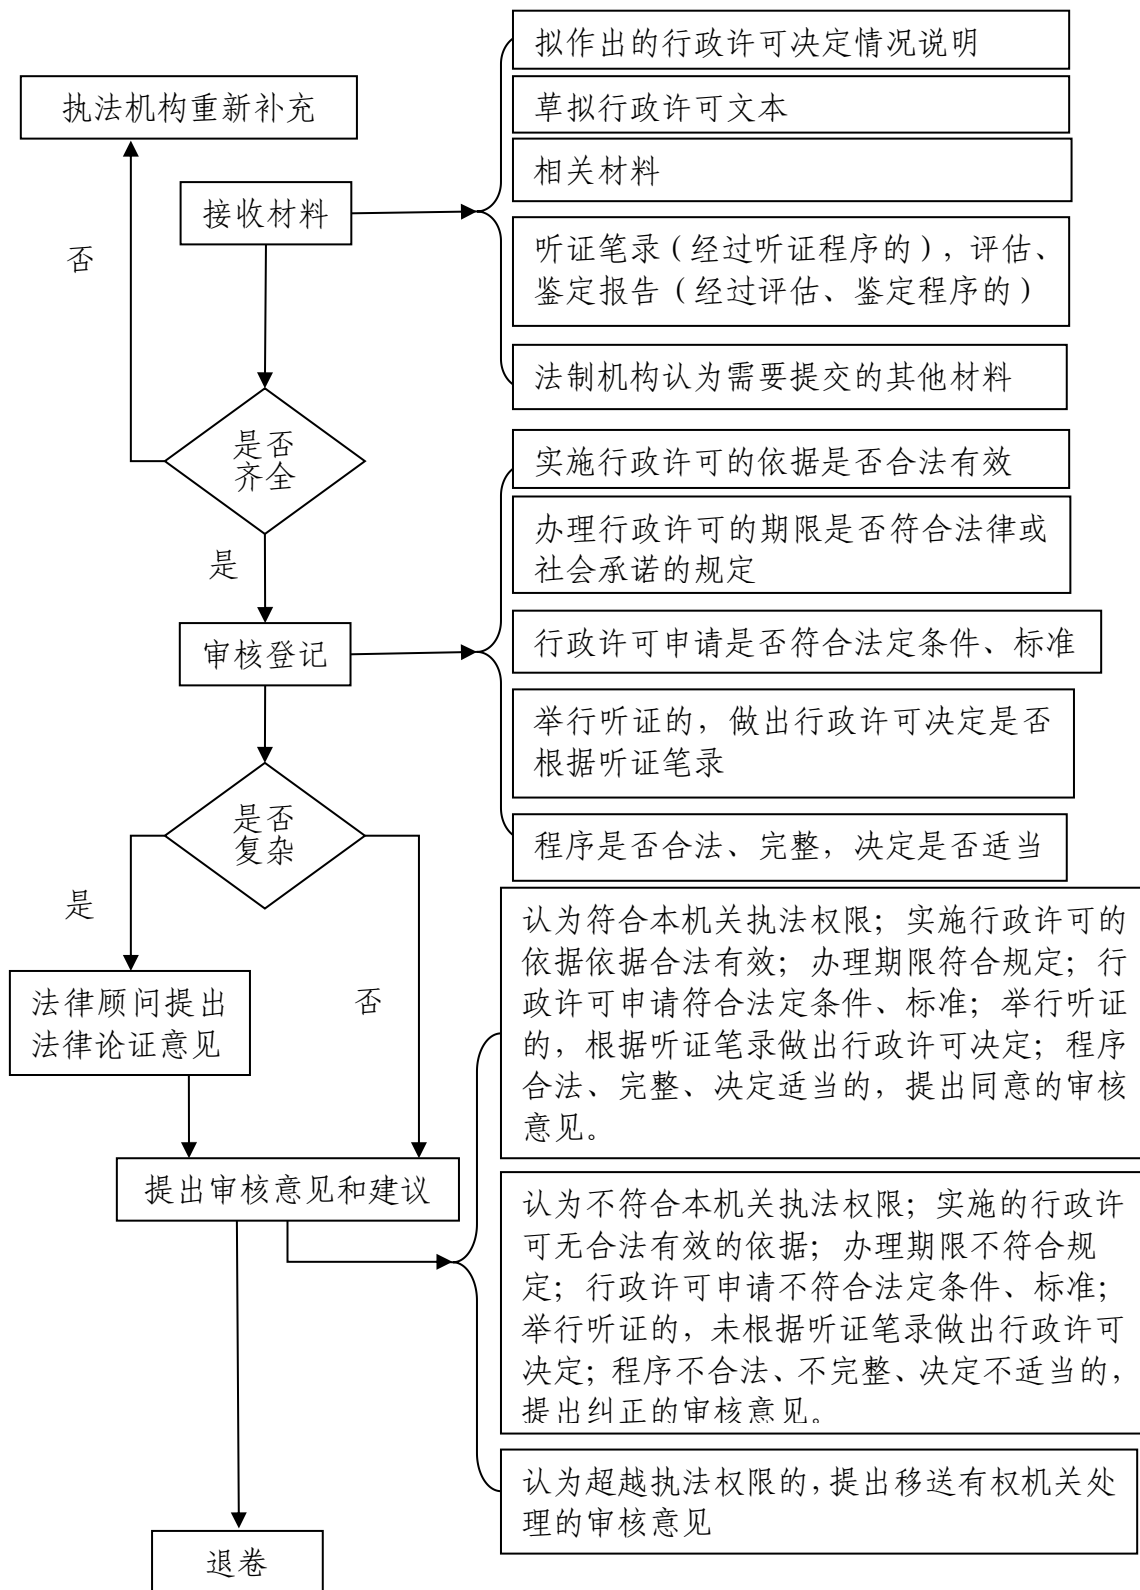 拟作出的行政许可决定情况说明
执法机构重新补充
草拟行政许可文本
相关材料
接收材料
听证笔录（经过听证程序的），评估、
鉴定报告（经过评估、鉴定程序的）
否
法制机构认为需要提交的其他材料
是否
齐全
实施行政许可的依据是否合法有效
办理行政许可的期限是否符合法律或
社会承诺的规定
是
审核登记
行政许可申请是否符合法定条件、标准
举行听证的，做出行政许可决定是否
根据听证笔录
是否
复杂
程序是否合法、完整，决定是否适当
是
认为符合本机关执法权限；实施行政许可的
依据依据合法有效；办理期限符合规定；行
政许可申请符合法定条件、标准；举行听证
的，根据听证笔录做出行政许可决定；程序
合法、完整、决定适当的，提出同意的审核
意见。
法律顾问提出
法律论证意见
否
提出审核意见和建议
认为不符合本机关执法权限；实施的行政许
可无合法有效的依据；办理期限不符合规
定；行政许可申请不符合法定条件、标准；
举行听证的，未根据听证笔录做出行政许可
决定；程序不合法、不完整、决定不适当的，
提出纠正的审核意见。
认为超越执法权限的，提出移送有权机关处
理的审核意见
退卷